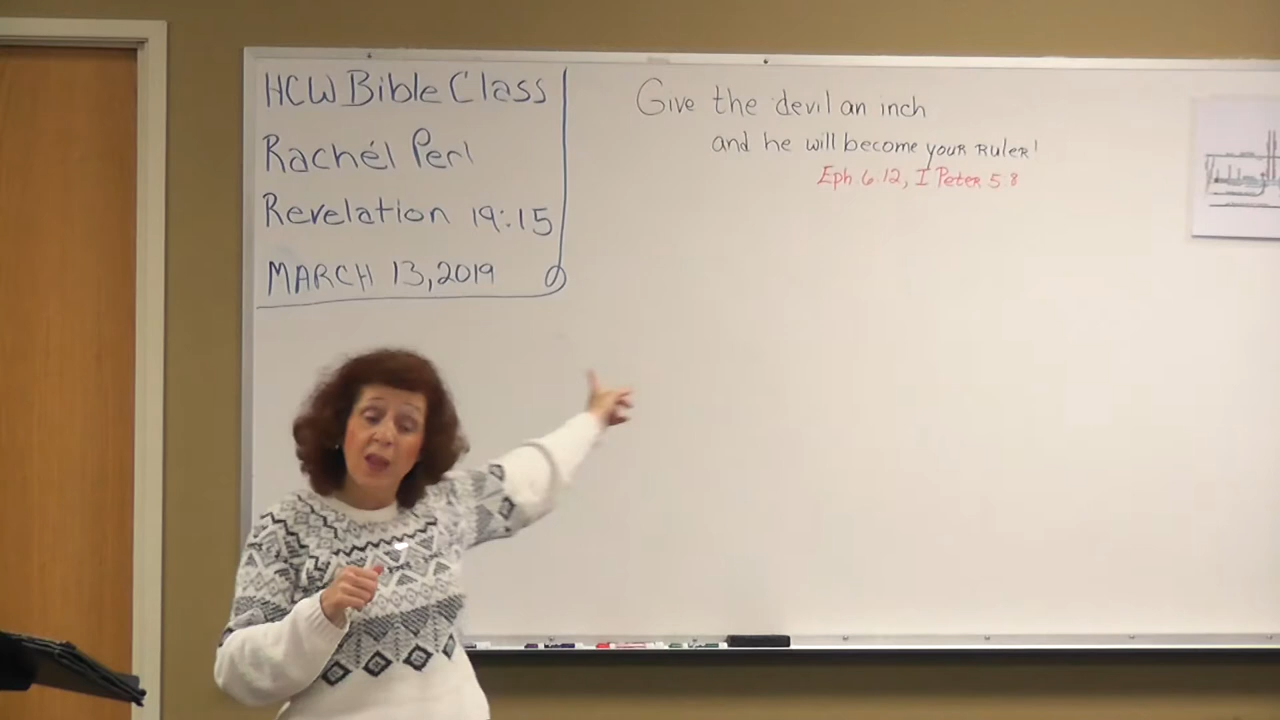 HCW Bible Class
Rachél Perl
Revelation 19:15
MARCH 13, 2019
Give the devil an inch
and he will become your RULER!
Eph. 6.12, I Peter 5 8